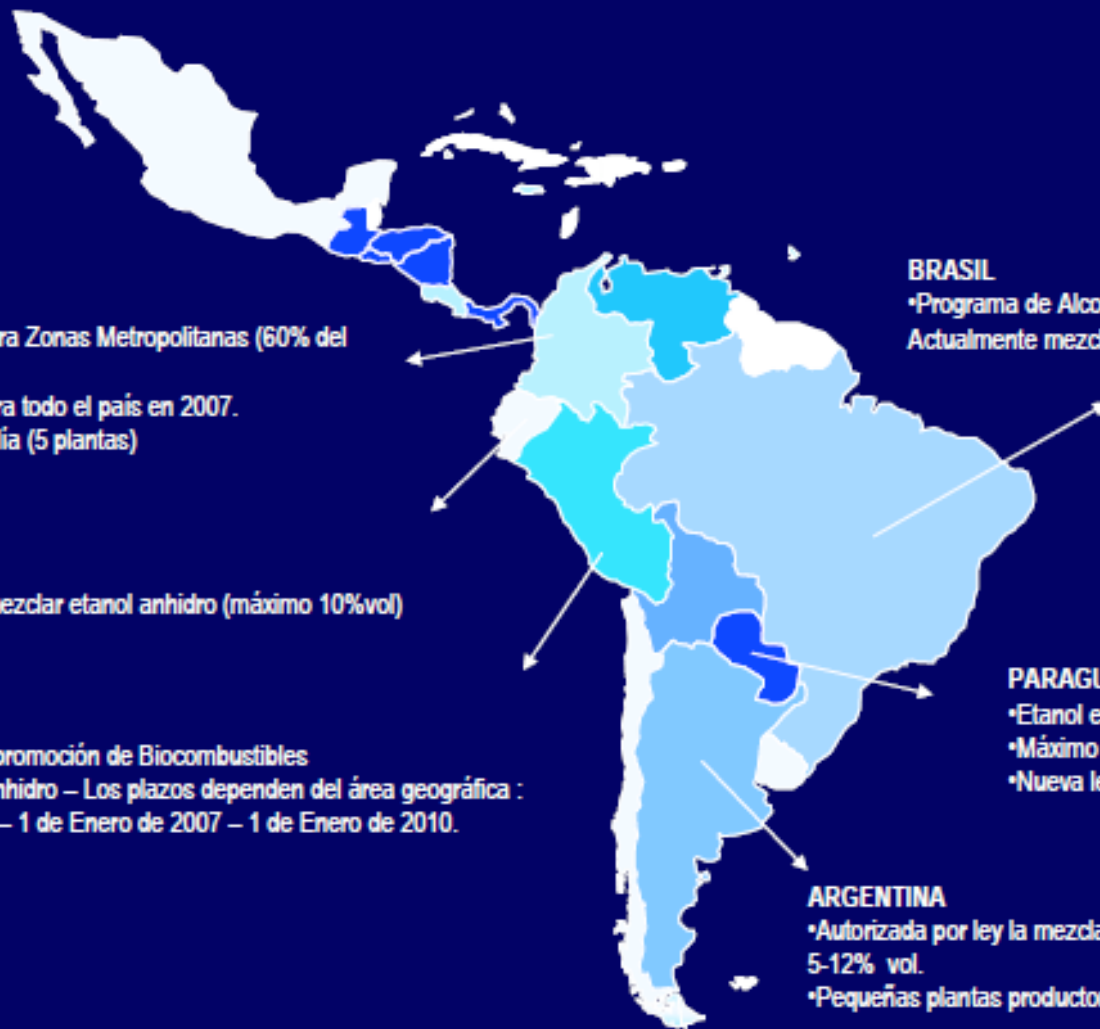 ra Zonas Metropolitanas (60% del
ra todo el país en 2007.
ía (5 plantas)
mezclar etanol anhidro (máximo 10%vol)
promoción de Biocombustibles
nhidro – Los plazos dependen del área geográfica :
– 1 de Enero de 2007 – 1 de Enero de 2010.
BRASIL
•Programa de Alco
Actualmente mezcl
PARAGU
•Etanol e
•Máximo
•Nueva le
ARGENTINA
•Autorizada por ley la mezcla
5-12% vol.
•Pequeñas plantas productor